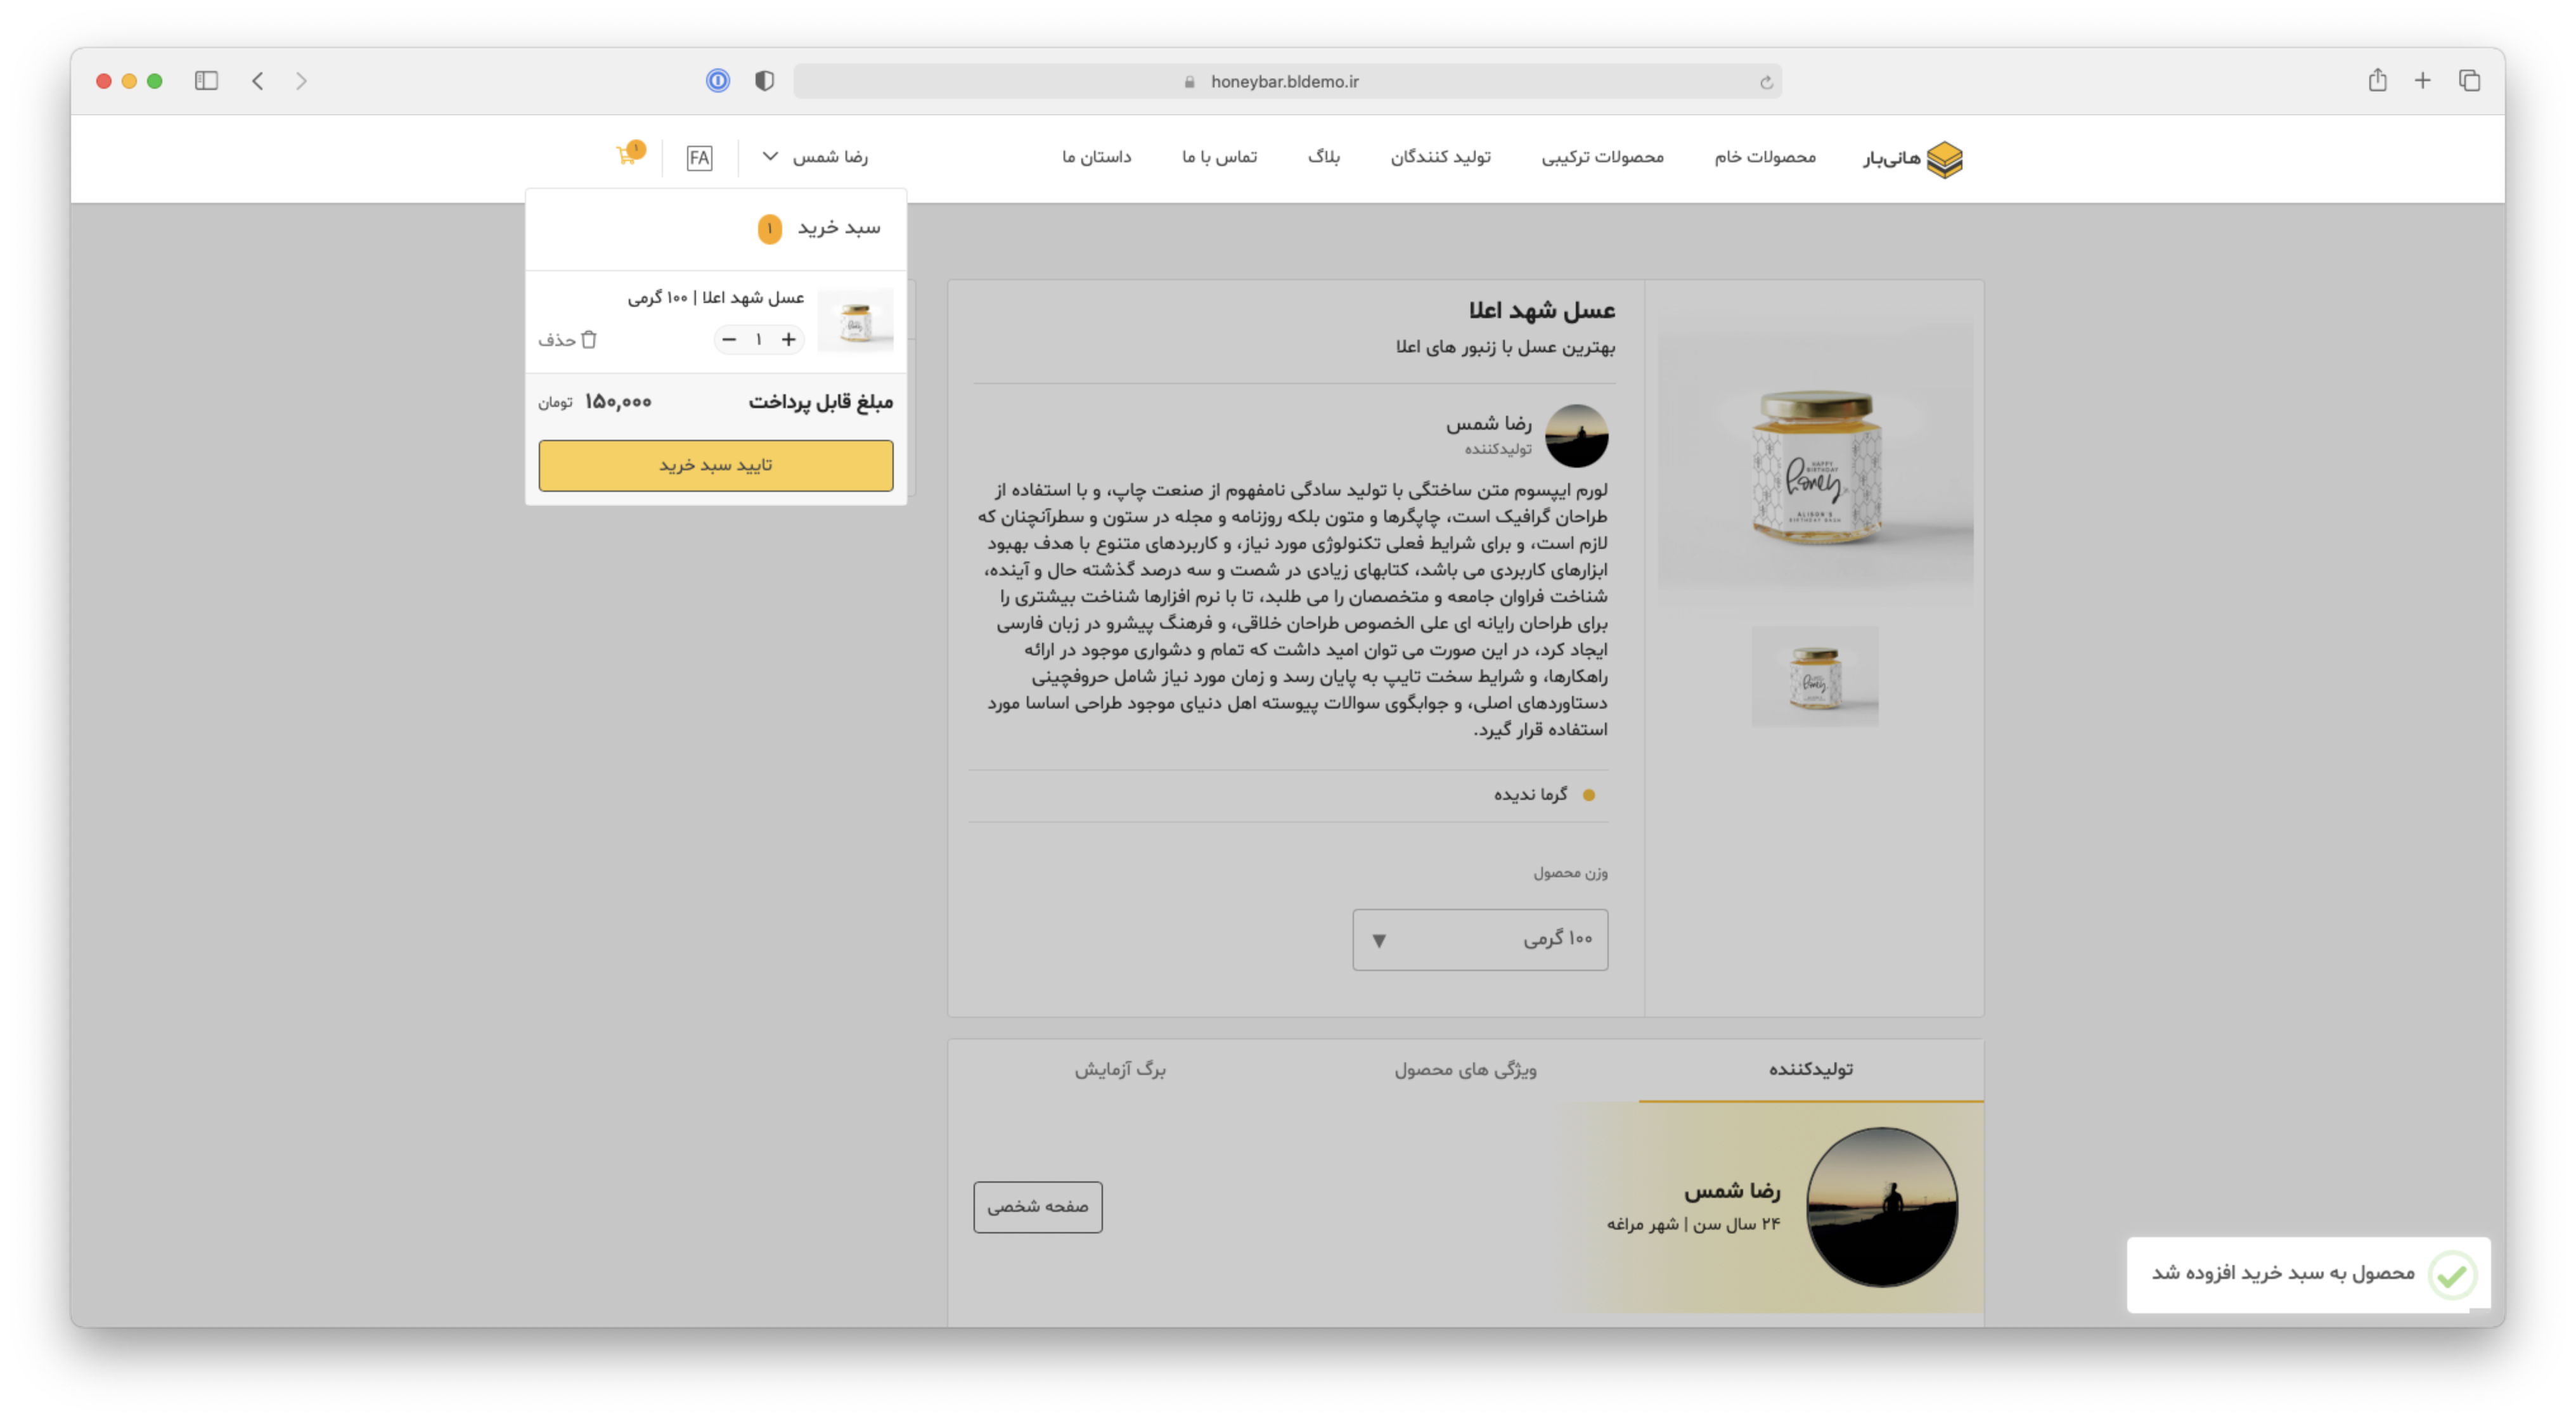 honeybar.bldemo.ir
هانی‌بار
محصولات خام
محصولات ترکیبی
تولید کنندگان
بلاگ
تماس با ما
داستان ما
رضا شمس
FA
۱
سبد خرید ۱
عسل شهد اعلا | ۱۰۰ گرمی
+ ۱ −
حذف
مبلغ قابل پرداخت ۱۵۰,۰۰۰ تومان
تایید سبد خرید
عسل شهد اعلا
بهترین عسل با زنبور های اعلا
رضا شمس
تولیدکننده
لورم ایپسوم متن ساختگی با تولید سادگی نامفهوم از صنعت چاپ، و با استفاده از
طراحان گرافیک است، چاپگرها و متون بلکه روزنامه و مجله در ستون و سطرآنچنان که
لازم است، و برای شرایط فعلی تکنولوژی مورد نیاز، و کاربردهای متنوع با هدف بهبود
ابزارهای کاربردی می باشد، کتابهای زیادی در شصت و سه درصد گذشته حال و آینده،
شناخت فراوان جامعه و متخصصان را می طلبد، تا با نرم افزارها شناخت بیشتری را
برای طراحان رایانه ای علی الخصوص طراحان خلاقی، و فرهنگ پیشرو در زبان فارسی
ایجاد کرد، در این صورت می توان امید داشت که تمام و دشواری موجود در ارائه
راهکارها، و شرایط سخت تایپ به پایان رسد و زمان مورد نیاز شامل حروفچینی
دستاوردهای اصلی، و جوابگوی سوالات پیوسته اهل دنیای موجود طراحی اساسا مورد
استفاده قرار گیرد.
HAPPY
BIRTHDAY
honey
ALISON'S
BIRTHDAY BASH
honey
گرما ندیده
وزن محصول
۱۰۰ گرمی
تولیدکننده
ویژگی های محصول
برگ آزمایش
رضا شمس
۲۴ سال سن | شهر مراغه
صفحه شخصی
محصول به سبد خرید افزوده شد